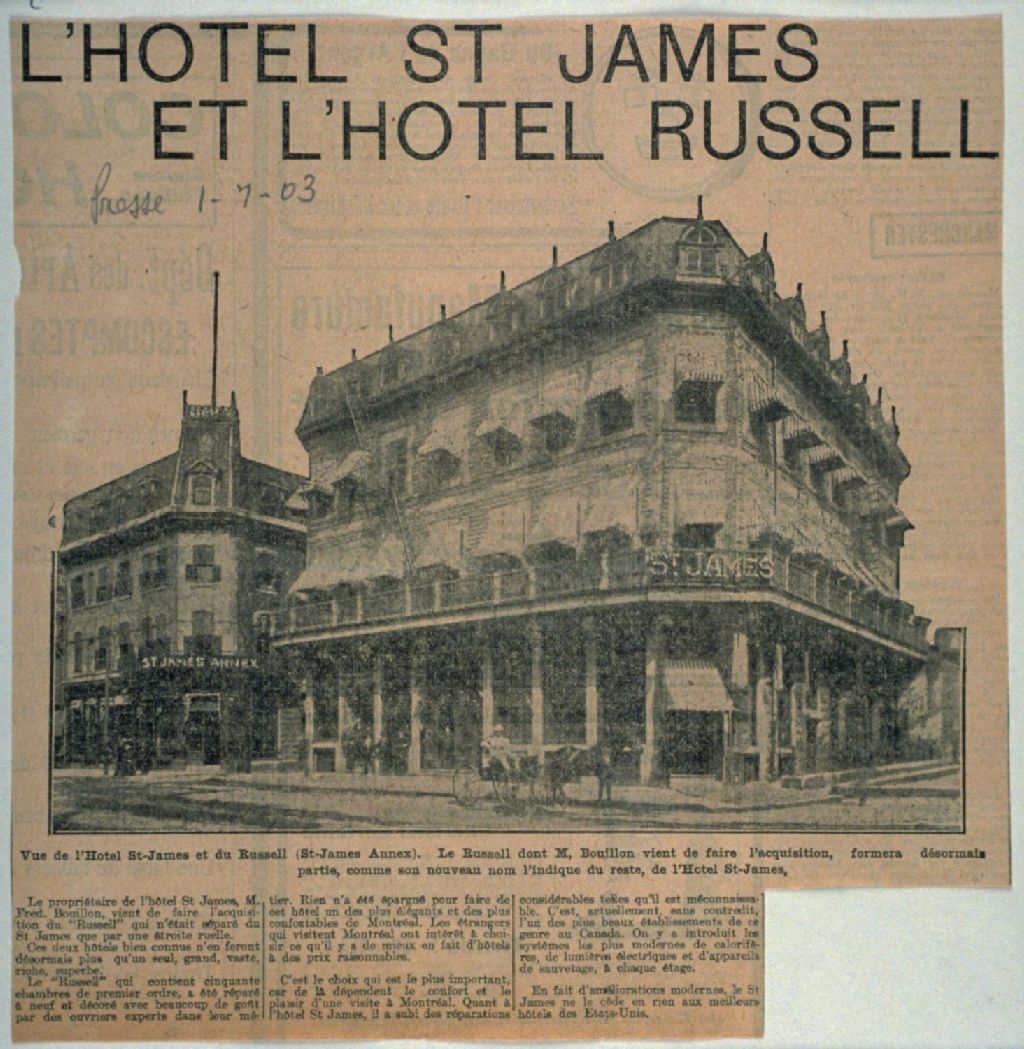 L'HOTEL ST JAMES
ET L'HOTEL RUSSELL
Presse 1-7-03
ST JAMES
ST JAMES ANNEX
Vue de l'Hotel St-James et du Russell (St-James Annex). Le Russell dont M, Bouillon vient de faire l'acquisition, formera désormais
partie, comme son nouveau nom l'indique du reste, de l'Hotel St-James,
Le propriétaire de l'hôtel St James, M.
Fred. Bouillon, vient de faire l'acquisi-
tion du "Russell" qui n'était séparé du
St James que par une étroite ruelle.
Ces deux hôtels bien connus n'en feront
désormais plus qu'un seul, grand, vaste,
riche, superbe.
Le "Russell" qui contient cinquante
chambres de premier ordre, a été réparé
à neuf et décoré avec beaucoup de goût
par des ouvriers experts dans leur mé-
tier. Rien n'a été épargné pour faire de
cet hôtel un des plus élégants et des plus
confortables de Montréal. Les étrangers
qui visitent Montréal ont intérêt à choi-
sir ce qu'il y a de mieux en fait d'hôtels
à des prix raisonnables.
C'est le choix qui est le plus important,
car de là dépendent le confort et le
plaisir d'une visite à Montréal. Quant à
l'hôtel St James, il a subi des réparations
considérables telles qu'il est méconnaissa-
ble. C'est, actuellement, sans contredit,
l'un des plus beaux établissements de ce
genre au Canada. On y a introduit les
systèmes les plus modernes de calorifè-
res, de lumières électriques et d'appareils
de sauvetage, à chaque étage.
En fait d'améliorations modernes, le St
James ne le cède en rien aux meilleurs
hôtels des Etats-Unis.